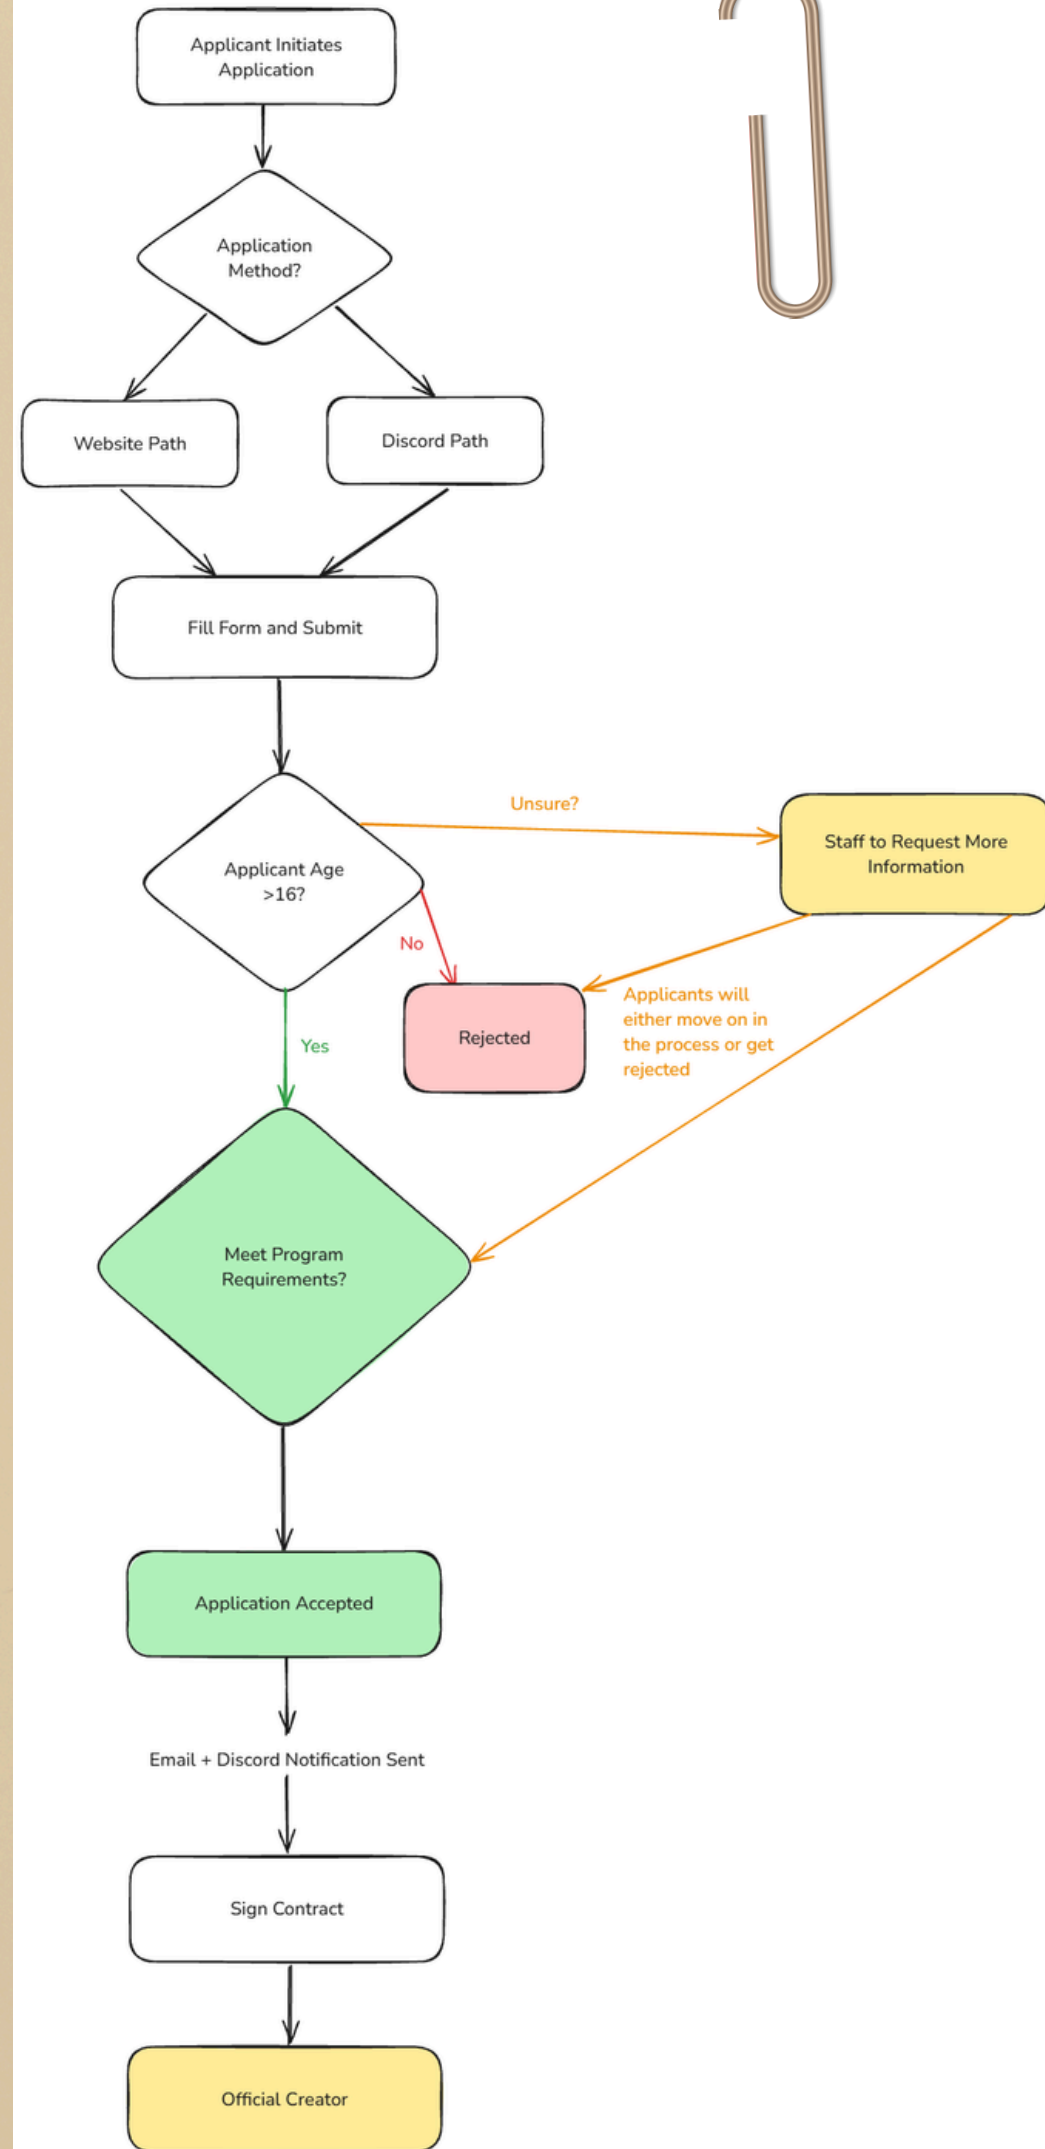 Applicant Initiates
Application
Application
Method?
Website Path
Discord Path
Fill Form and Submit
Unsure?
Staff to Request More
Information
Applicant Age
>16?
No
Applicants will
either move on in
the process or get
rejected
Rejected
Yes
Meet Program
Requirements?
Application Accepted
Email + Discord Notification Sent
Sign Contract
Official Creator